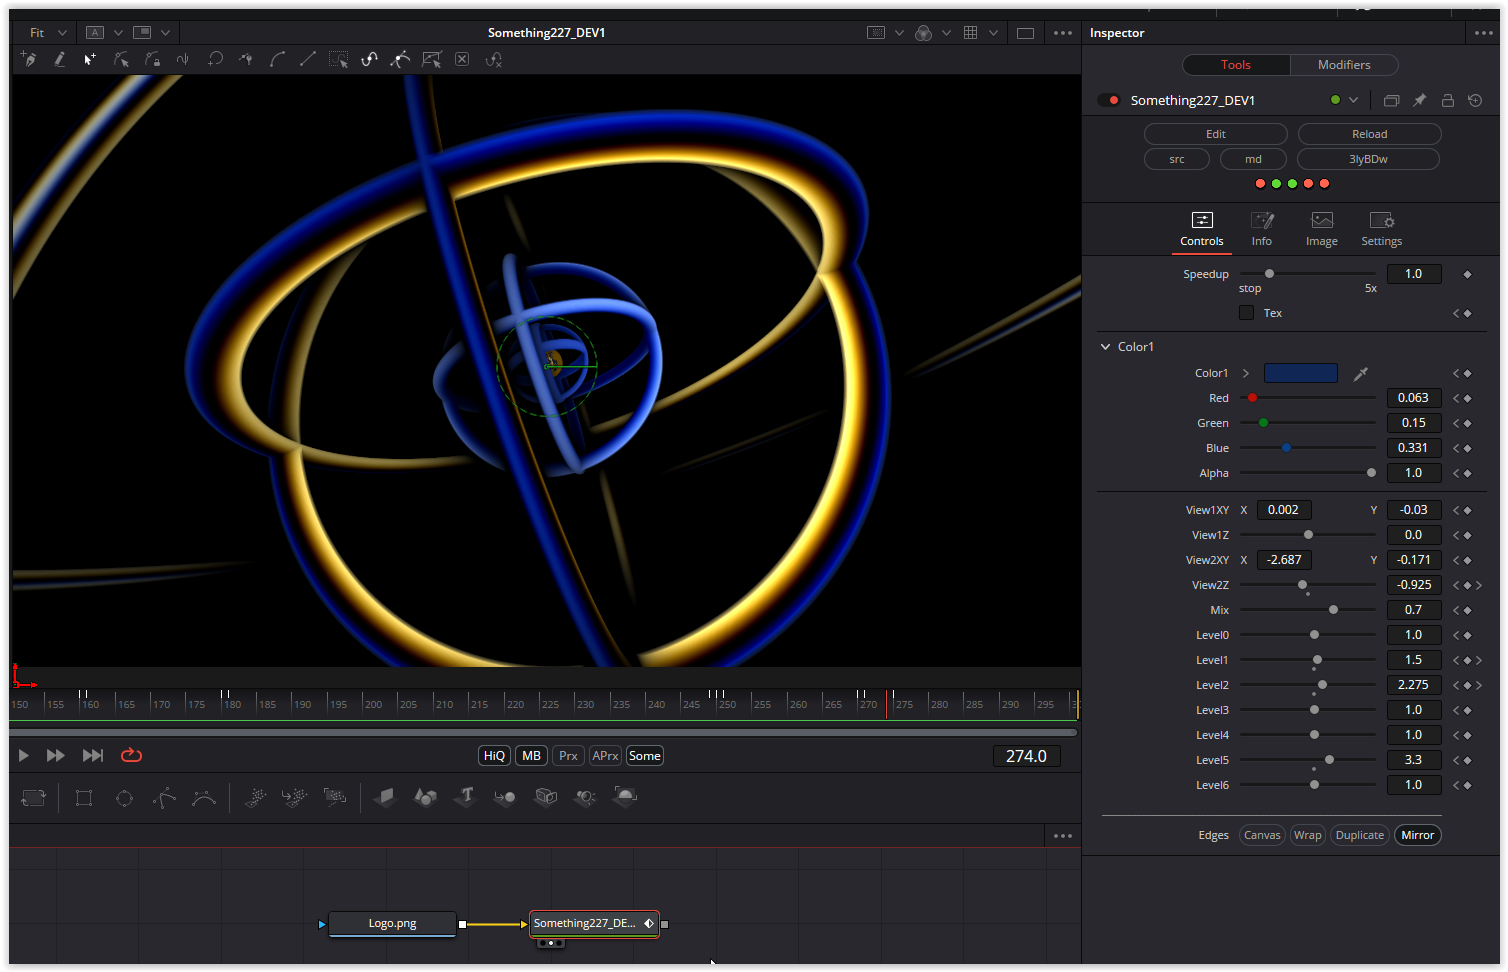 Fit A Something227_DEV1 Inspector
Tools Modifiers
Something227_DEV1
Edit Reload
src md 3lyBDw
Controls Info Image Settings
Speedup 1.0
stop 5x
Tex
Color1
Color1
Red 0.063
Green 0.15
Blue 0.331
Alpha 1.0
View1XY X 0.002 Y -0.03
View1Z 0.0
View2XY X -2.687 Y -0.171
View2Z -0.925
Mix 0.7
Level0 1.0
Level1 1.5
Level2 2.275
Level3 1.0
Level4 1.0
Level5 3.3
Level6 1.0
Edges Canvas Wrap Duplicate Mirror
150 155 160 165 170 175 180 185 190 195 200 205 210 215 220 225 230 235 240 245 250 255 260 265 270 275 280 285 290 295
HiQ MB Prx APrx Some 274.0
T
Logo.png Something227_DE...